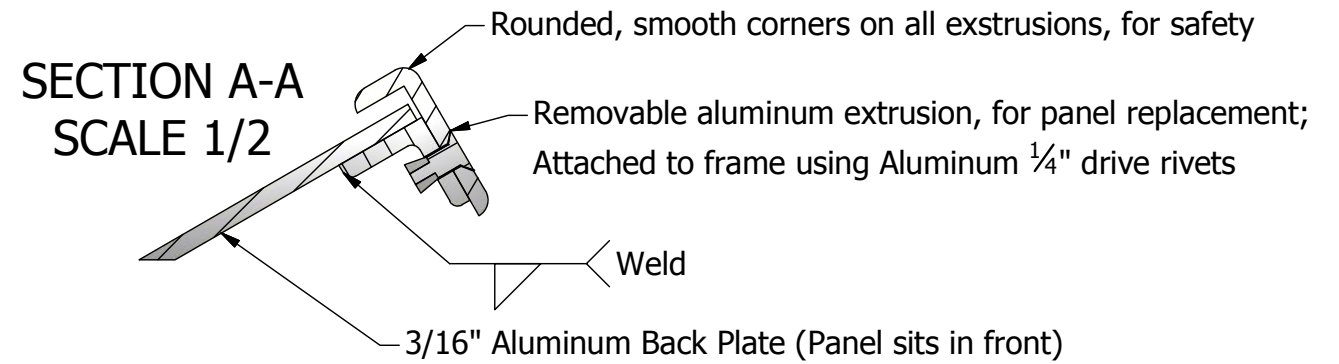 Rounded, smooth corners on all exstrusions, for safety
SECTION A-A
SCALE 1/2
Removable aluminum extrusion, for panel replacement;
Attached to frame using Aluminum ¼" drive rivets
Weld
3/16" Aluminum Back Plate (Panel sits in front)